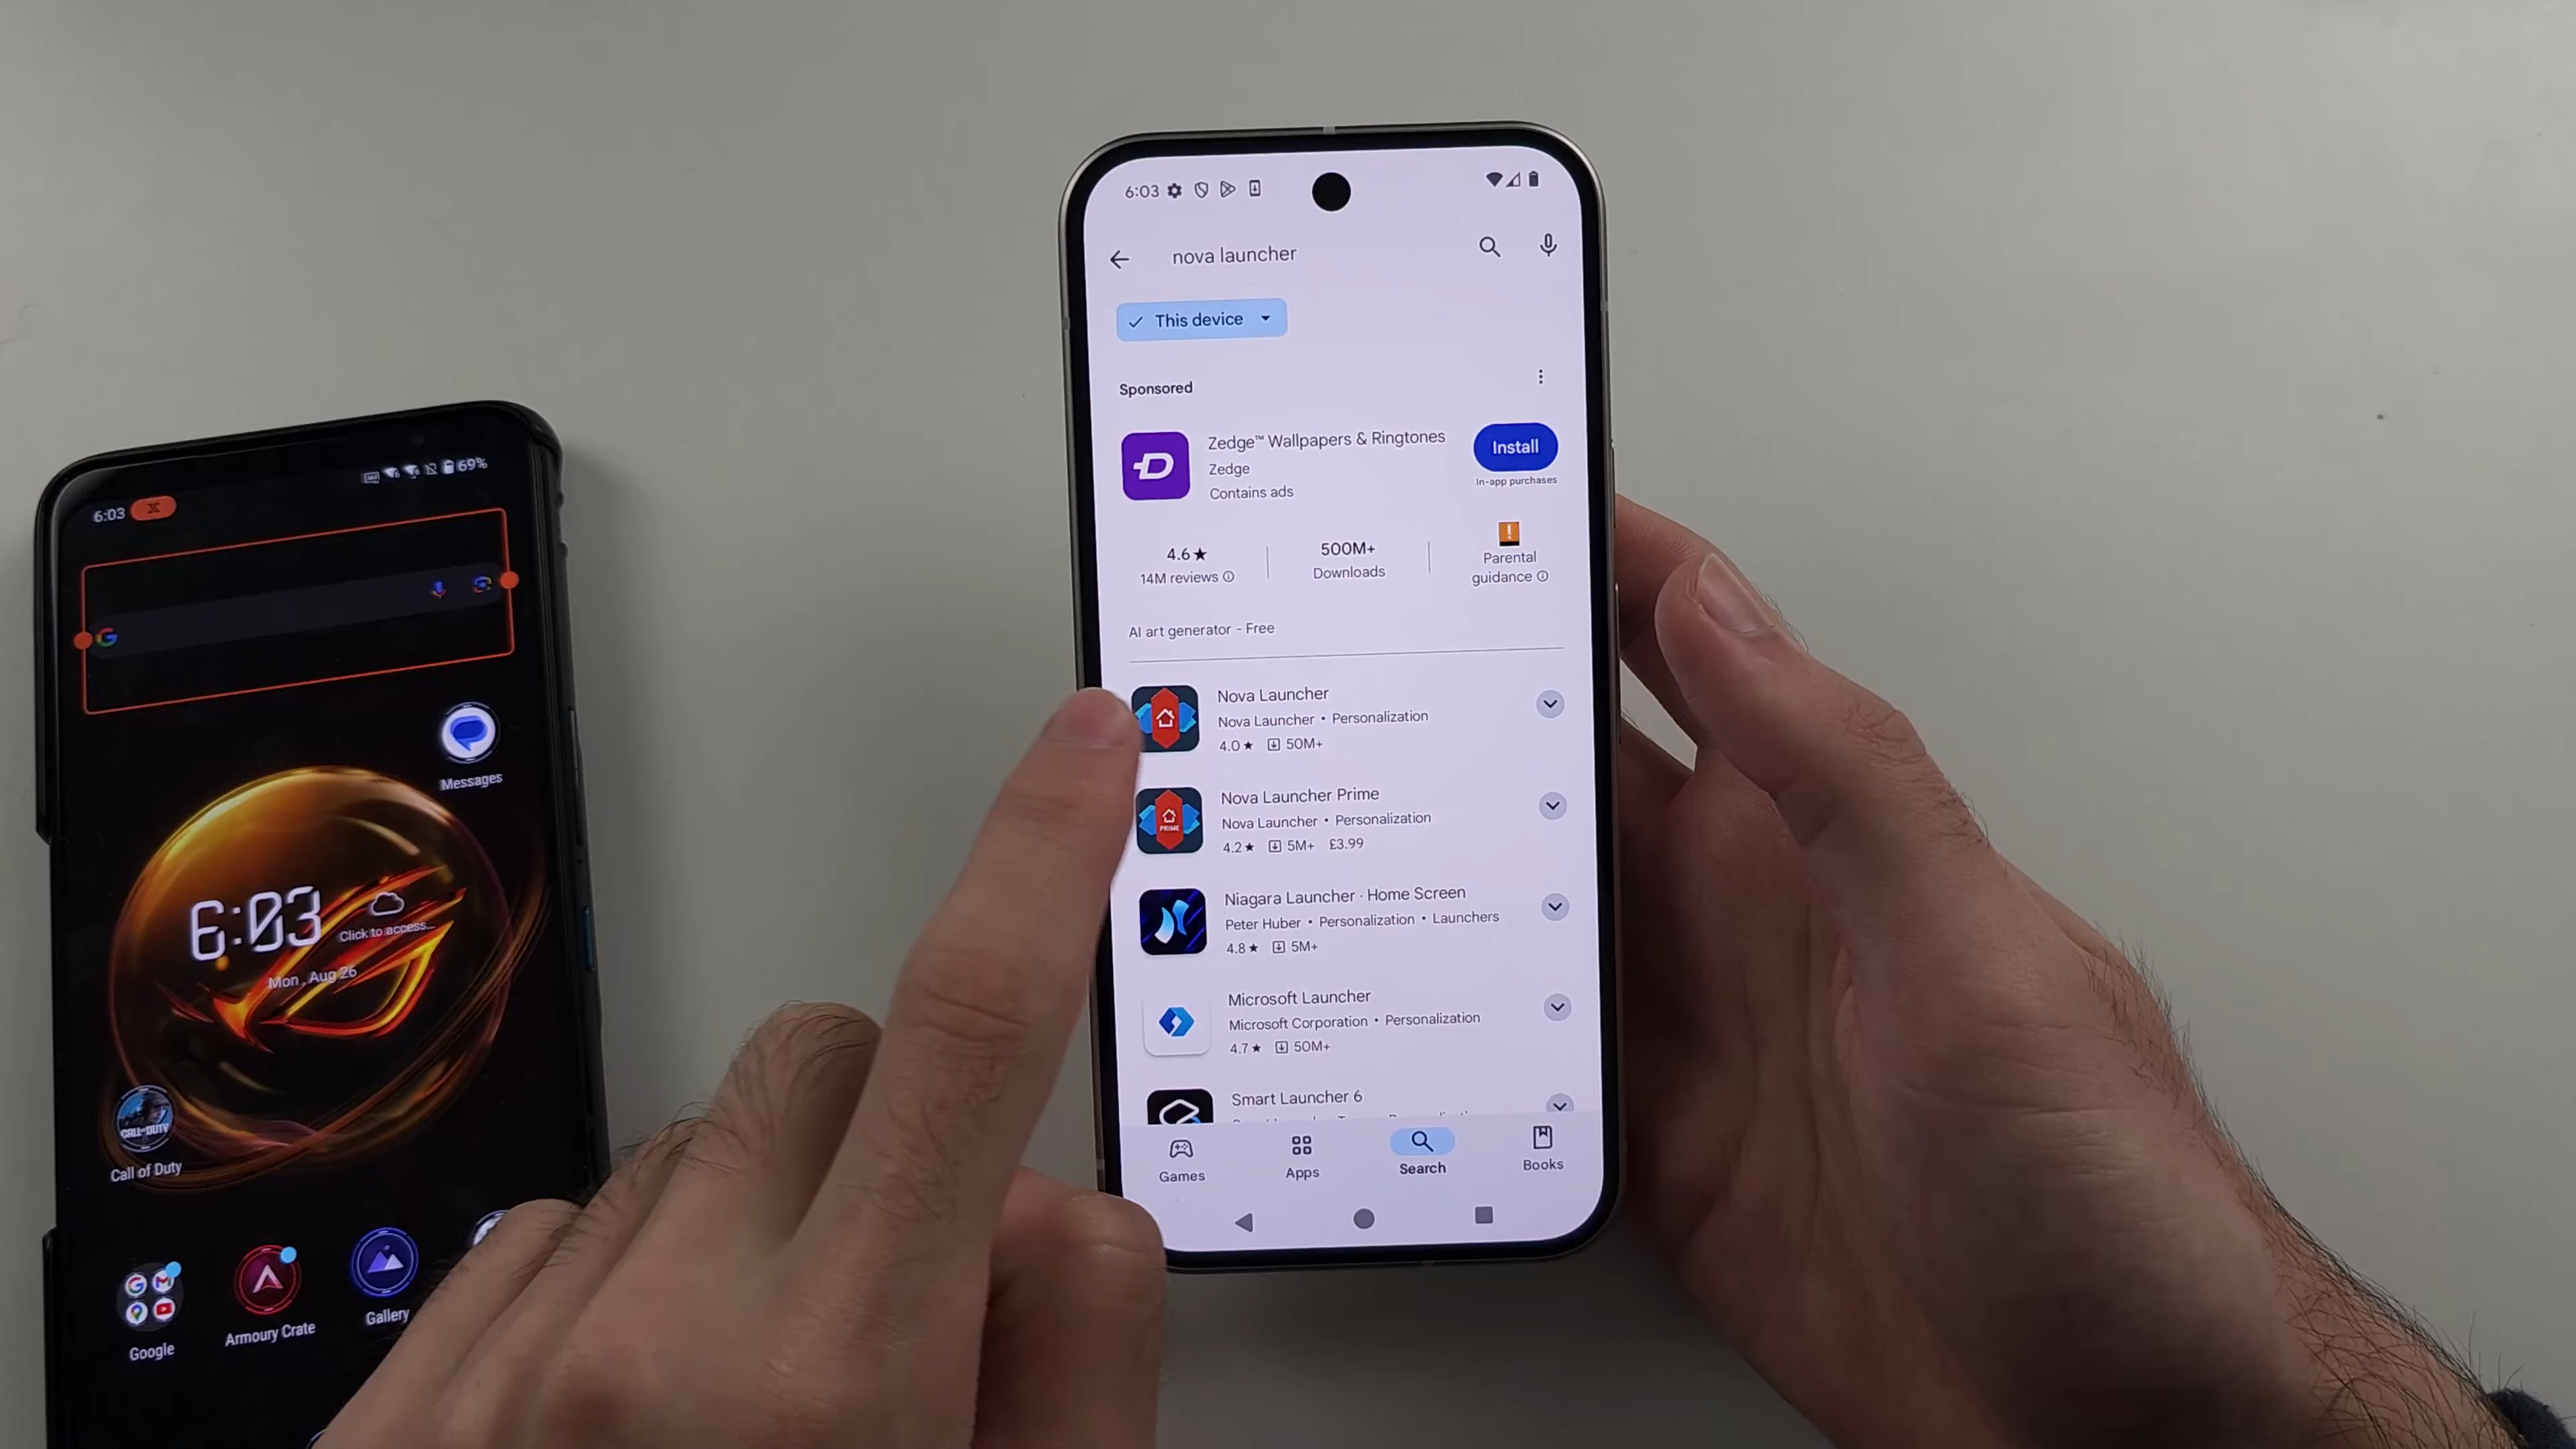 6:03
69%
Messages
6:03
Click to access...
Mon, Aug 26
CALL OF DUTY
Call of Duty
Google
Armoury Crate
Gallery
6:03
nova launcher
This device
Sponsored
Zedge™ Wallpapers & Ringtones
Zedge
Contains ads
Install
In-app purchases
4.6★
14M reviews
500M+
Downloads
Parental
guidance
AI art generator - Free
Nova Launcher
Nova Launcher • Personalization
4.0★ 50M+
Nova Launcher Prime
Nova Launcher • Personalization
4.2★ 5M+ £3.99
PRIME
Niagara Launcher · Home Screen
Peter Huber • Personalization • Launchers
4.8★ 5M+
Microsoft Launcher
Microsoft Corporation • Personalization
4.7★ 50M+
Smart Launcher 6
Games
Apps
Search
Books